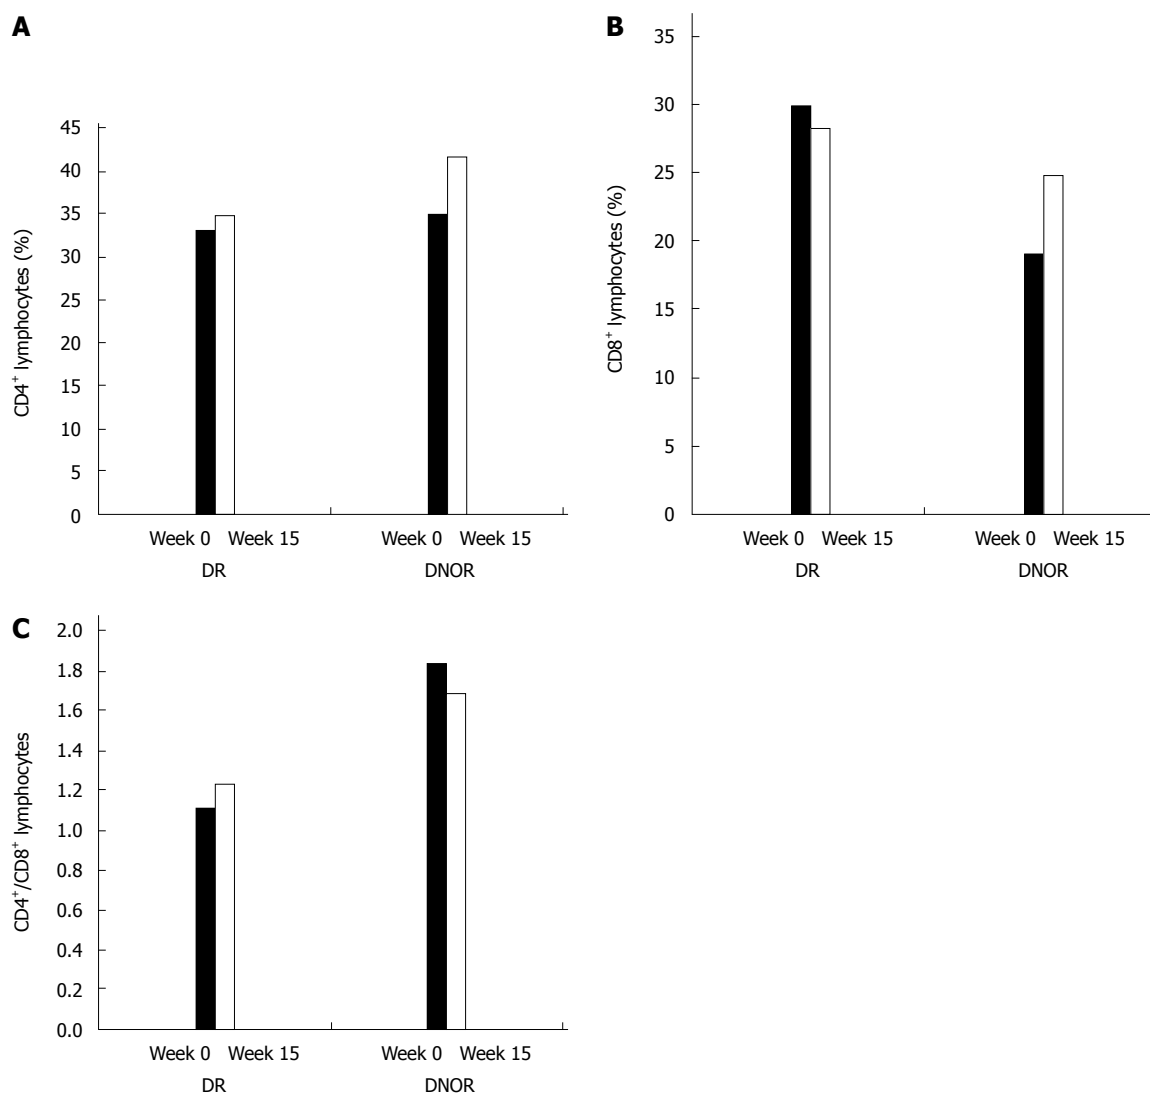 A
45
40
35
30
25
20
15
10
5
0
CD4+ lymphocytes (%)
Week 0 Week 15 Week 0 Week 15
DR DNOR
B
35
30
25
20
15
10
5
0
CD8+ lymphocytes (%)
Week 0 Week 15 Week 0 Week 15
DR DNOR
C
2.0
1.8
1.6
1.4
1.2
1.0
0.8
0.6
0.4
0.2
0.0
CD4+/CD8+ lymphocytes
Week 0 Week 15 Week 0 Week 15
DR DNOR